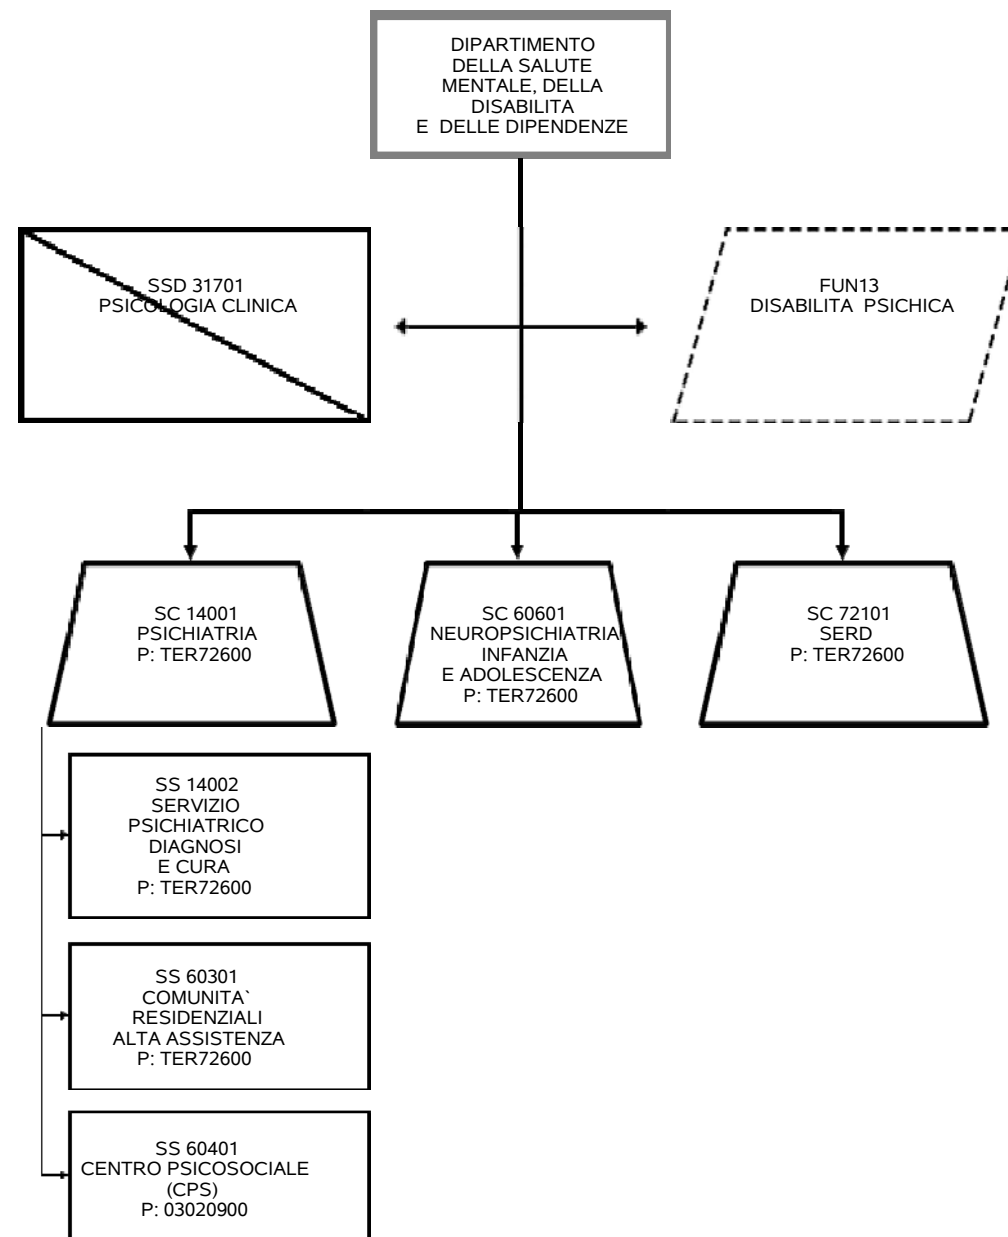 DIPARTIMENTO
DELLA SALUTE
MENTALE, DELLA
DISABILITA
E DELLE DIPENDENZE
SSD 31701
PSICOLOGIA CLINICA
FUN13
DISABILITA PSICHICA
SC 14001
PSICHIATRIA
P: TER72600
SC 60601
NEUROPSICHIATRIA
INFANZIA
E ADOLESCENZA
P: TER72600
SC 72101
SERD
P: TER72600
SS 14002
SERVIZIO
PSICHIATRICO
DIAGNOSI
E CURA
P: TER72600
SS 60301
COMUNITA`
RESIDENZIALI
ALTA ASSISTENZA
P: TER72600
SS 60401
CENTRO PSICOSOCIALE
(CPS)
P: 03020900